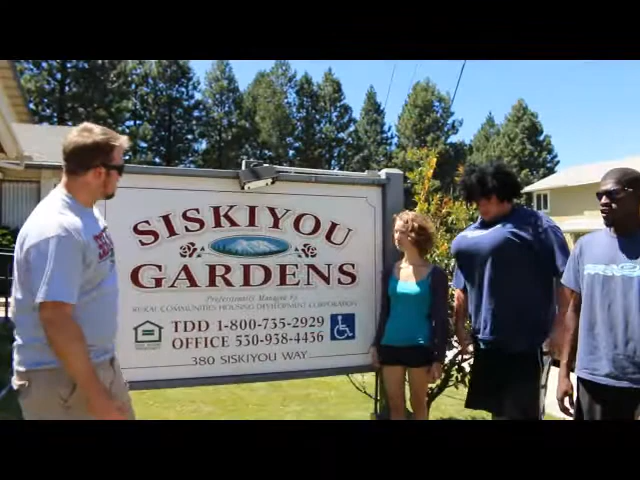 SISKIYOU
GARDENS
Professionally Managed By
RURAL COMMUNITIES HOUSING DEVELOPMENT CORPORATION
TDD 1-800-735-2929
OFFICE 530-938-4436
380 SISKIYOU WAY